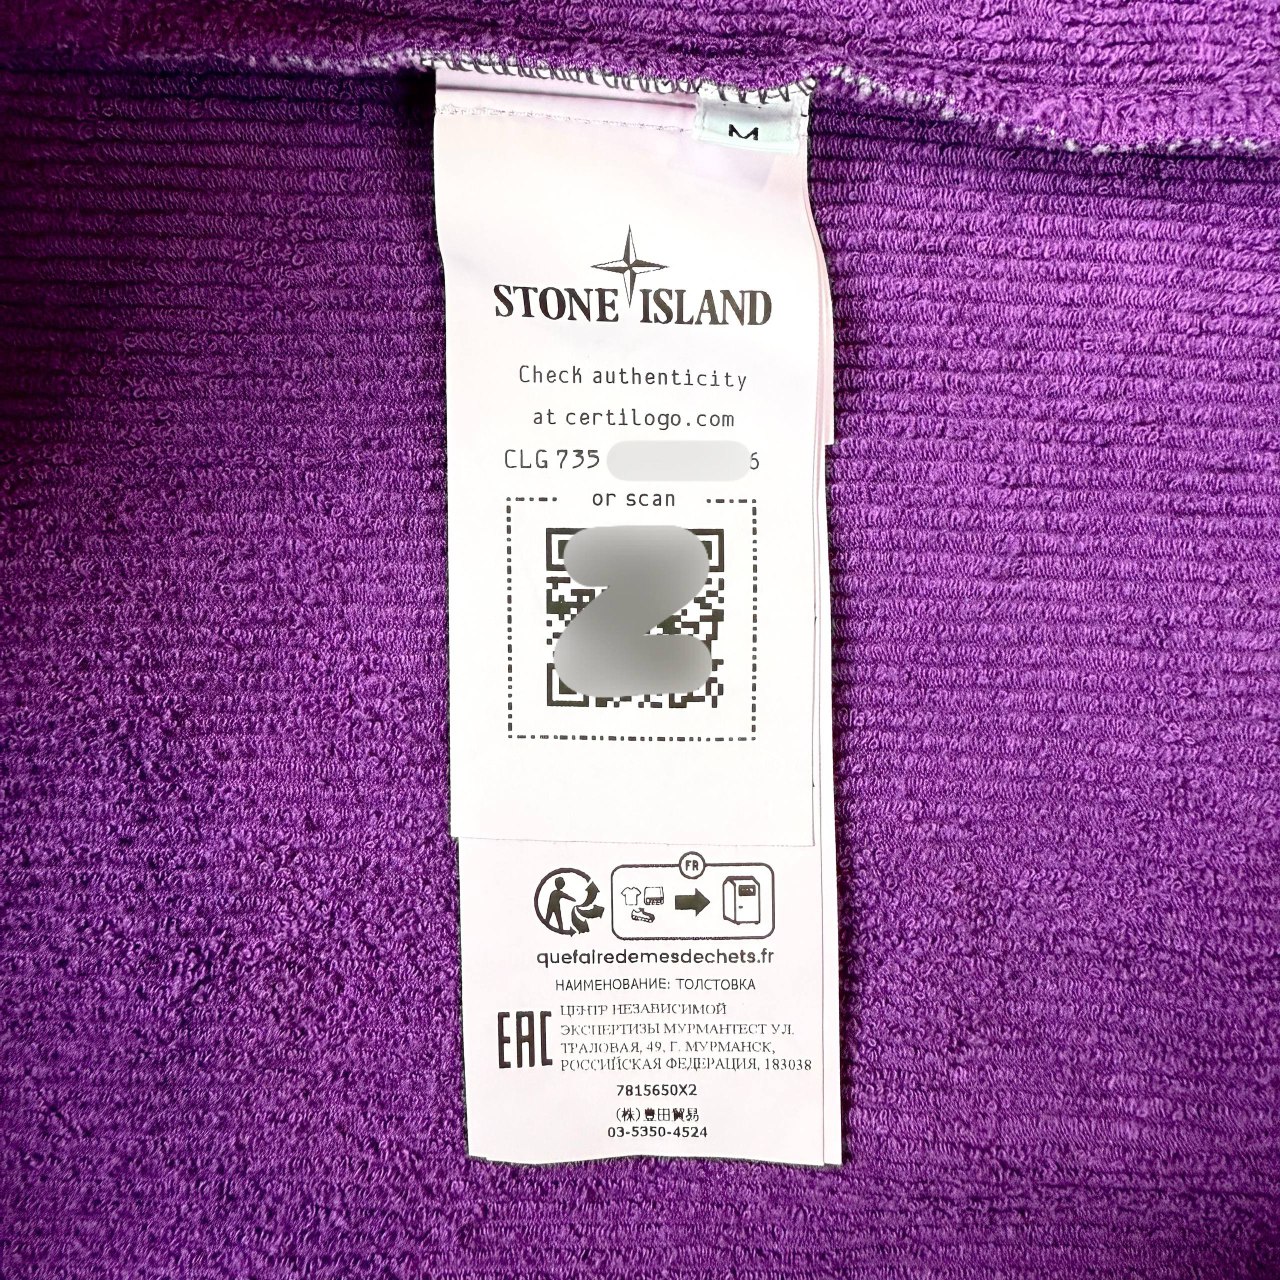 M
STONE ISLAND
Check authenticity
at certilogo.com
CLG 735 6
or scan
FR
quefairedemesdechets.fr
НАИМЕНОВАНИЕ: ТОЛСТОВКА
EAC
ЦЕНТР НЕЗАВИСИМОЙ
ЭКСПЕРТИЗЫ МУРМАНТЕСТ УЛ.
ТРАЛОВАЯ, 49, Г. МУРМАНСК,
РОССИЙСКАЯ ФЕДЕРАЦИЯ, 183038
7815650X2
(株)豊田貿易
03-5350-4524